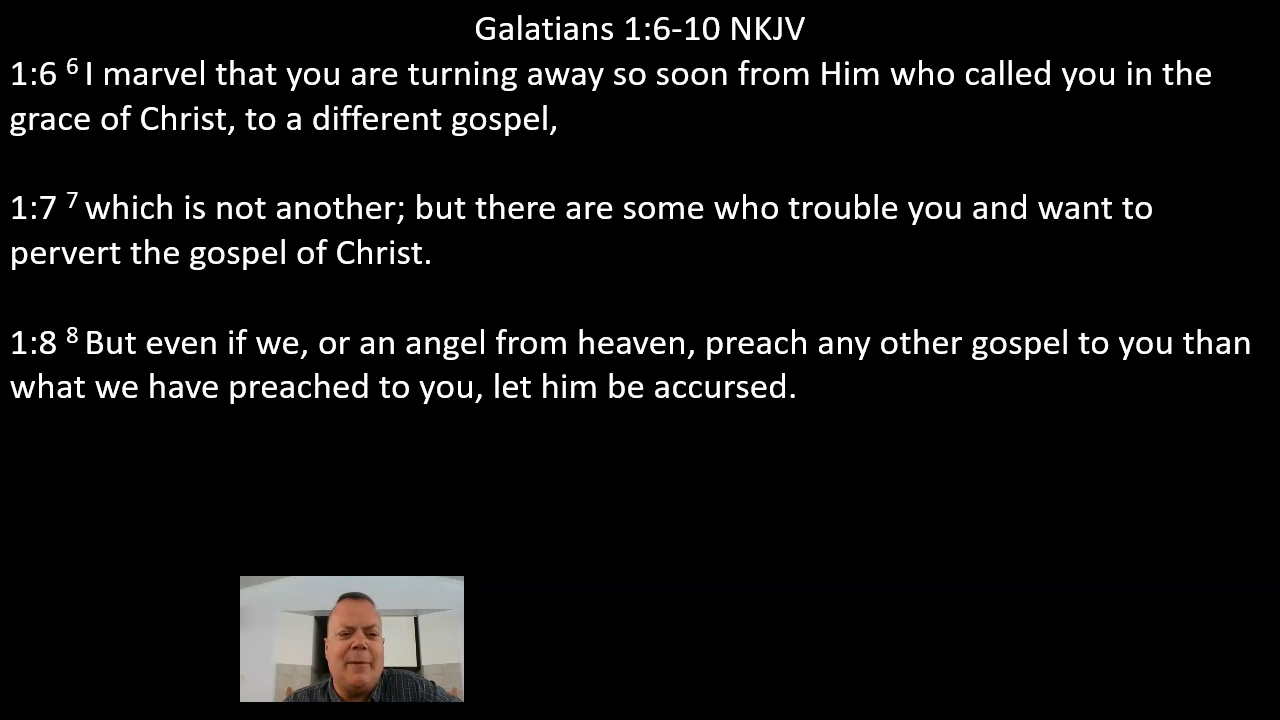 Galatians 1:6-10 NKJV
1:6 6 I marvel that you are turning away so soon from Him who called you in the
grace of Christ, to a different gospel,
1:7 7 which is not another; but there are some who trouble you and want to
pervert the gospel of Christ.
1:8 8 But even if we, or an angel from heaven, preach any other gospel to you than
what we have preached to you, let him be accursed.